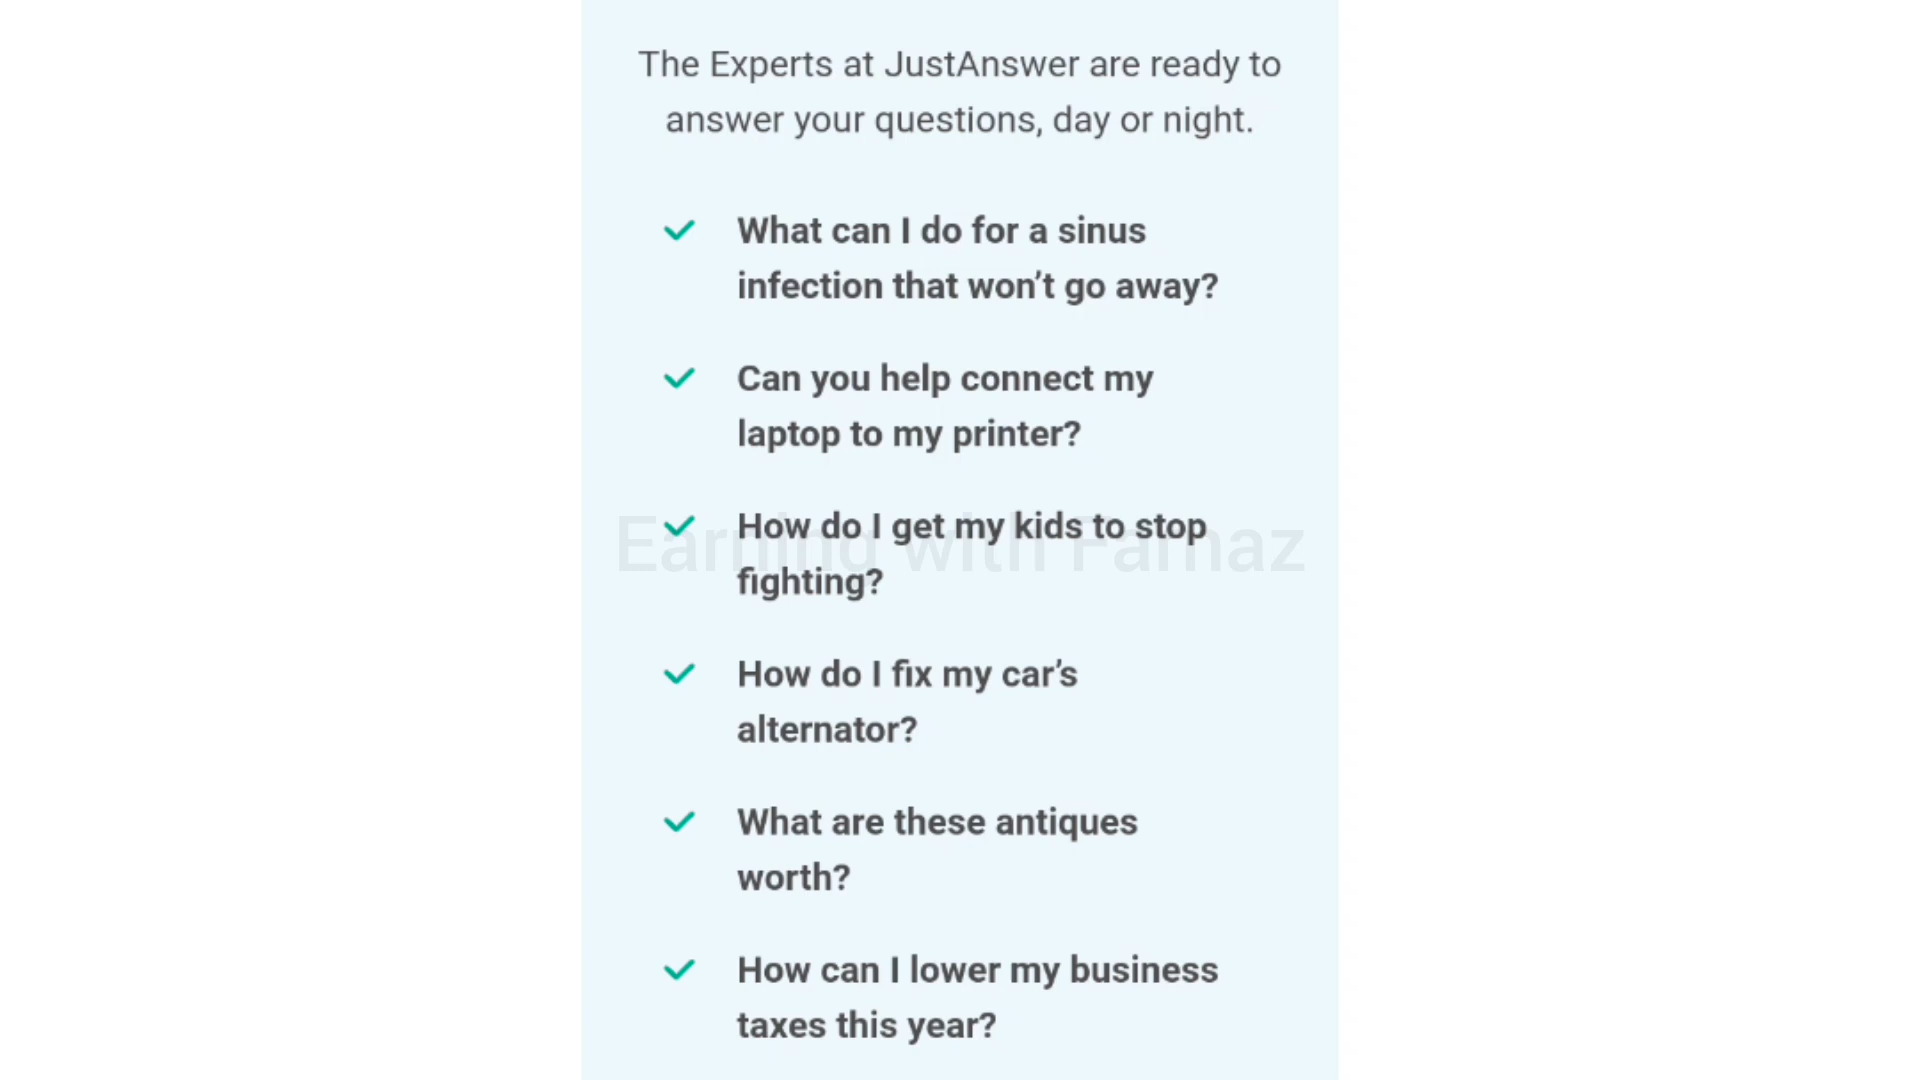 The Experts at JustAnswer are ready to
answer your questions, day or night.
What can I do for a sinus
infection that won’t go away?
Can you help connect my
laptop to my printer?
How do I get my kids to stop
fighting?
Earning with Farnaz
How do I fix my car’s
alternator?
What are these antiques
worth?
How can I lower my business
taxes this year?